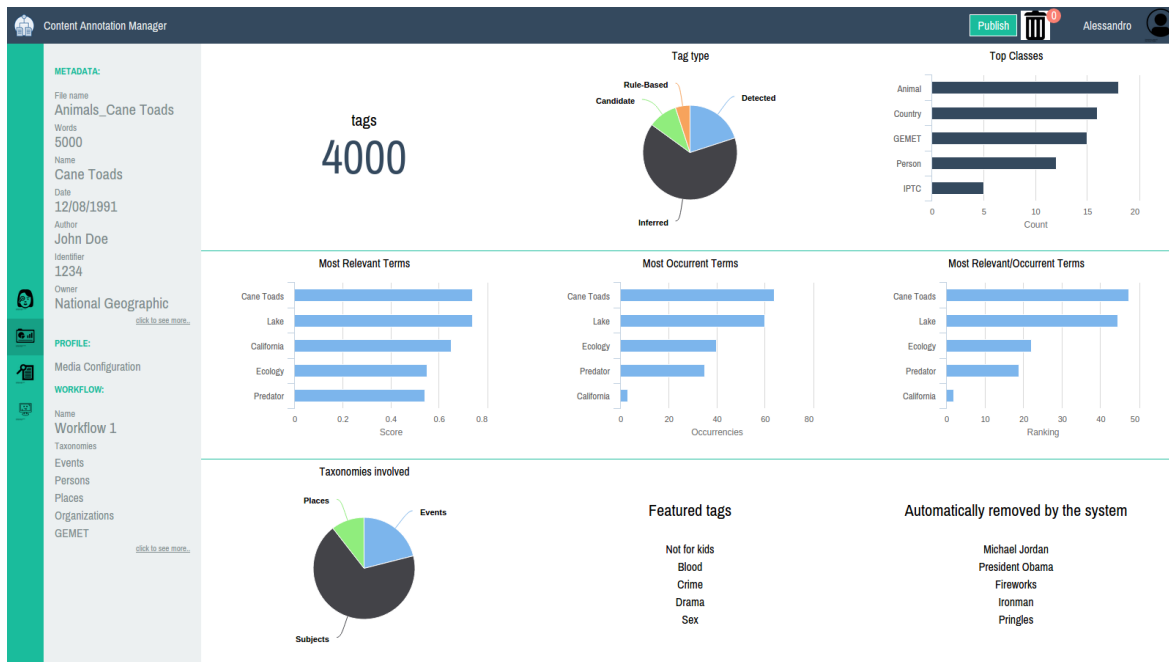 Content Annotation Manager
Publish
0
Alessandro
METADATA:
File name
Animals_Cane Toads
Words
5000
Name
Cane Toads
Date
12/08/1991
Author
John Doe
Identifier
1234
Owner
National Geographic
click to see more..
PROFILE:
Media Configuration
WORKFLOW:
Name
Workflow 1
Taxonomies
Events
Persons
Places
Organizations
GEMET
click to see more..
tags
4000
Tag type
Rule-Based
Candidate
Detected
Inferred
Top Classes
Animal
Country
GEMET
Person
IPTC
0 5 10 15 20
Count
Most Relevant Terms
Cane Toads
Lake
California
Ecology
Predator
0 0.2 0.4 0.6 0.8
Score
Most Occurrent Terms
Cane Toads
Lake
Ecology
Predator
California
0 20 40 60 80
Occurrencies
Most Relevant/Occurrent Terms
Cane Toads
Lake
Ecology
Predator
California
0 10 20 30 40 50
Ranking
Taxonomies involved
Places
Events
Subjects
Featured tags
Not for kids
Blood
Crime
Drama
Sex
Automatically removed by the system
Michael Jordan
President Obama
Fireworks
Ironman
Pringles